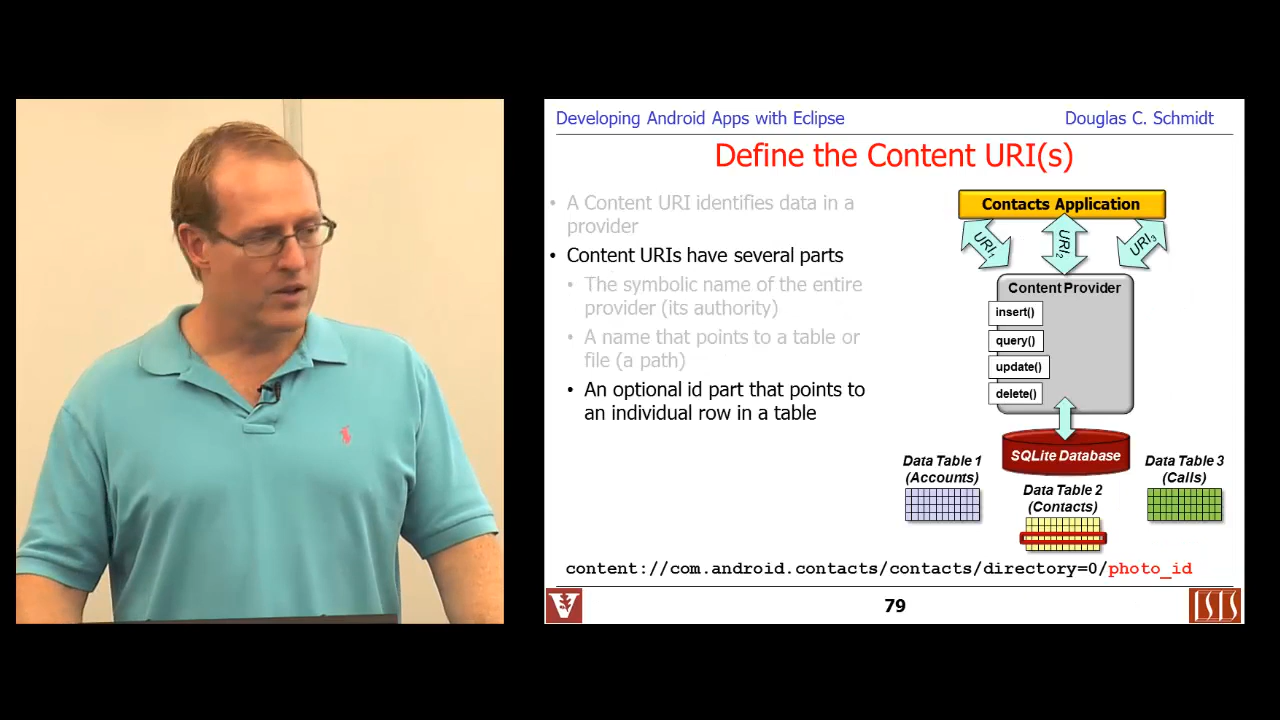 Developing Android Apps with Eclipse
Douglas C. Schmidt
Define the Content URI(s)
• A Content URI identifies data in a
provider
• Content URIs have several parts
• The symbolic name of the entire
provider (its authority)
• A name that points to a table or
file (a path)
• An optional id part that points to
an individual row in a table
Contacts Application
URI1
URI2
URI3
Content Provider
insert()
query()
update()
delete()
SQLite Database
Data Table 1
(Accounts)
Data Table 2
(Contacts)
Data Table 3
(Calls)
content://com.android.contacts/contacts/directory=0/photo_id
V
79
ISIS